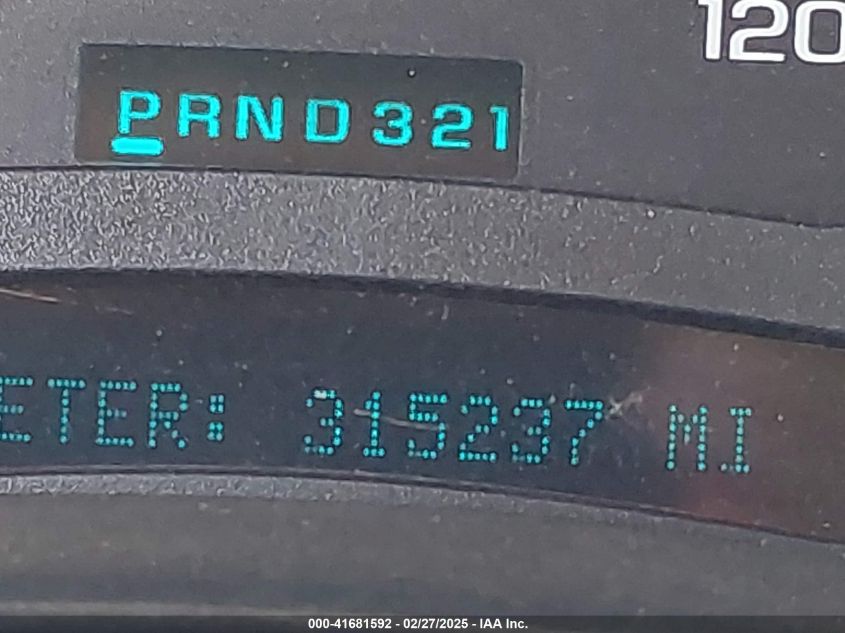 120
PRND321
ETER: 315237 MI
000-41681592 - 02/27/2025 - IAA Inc.